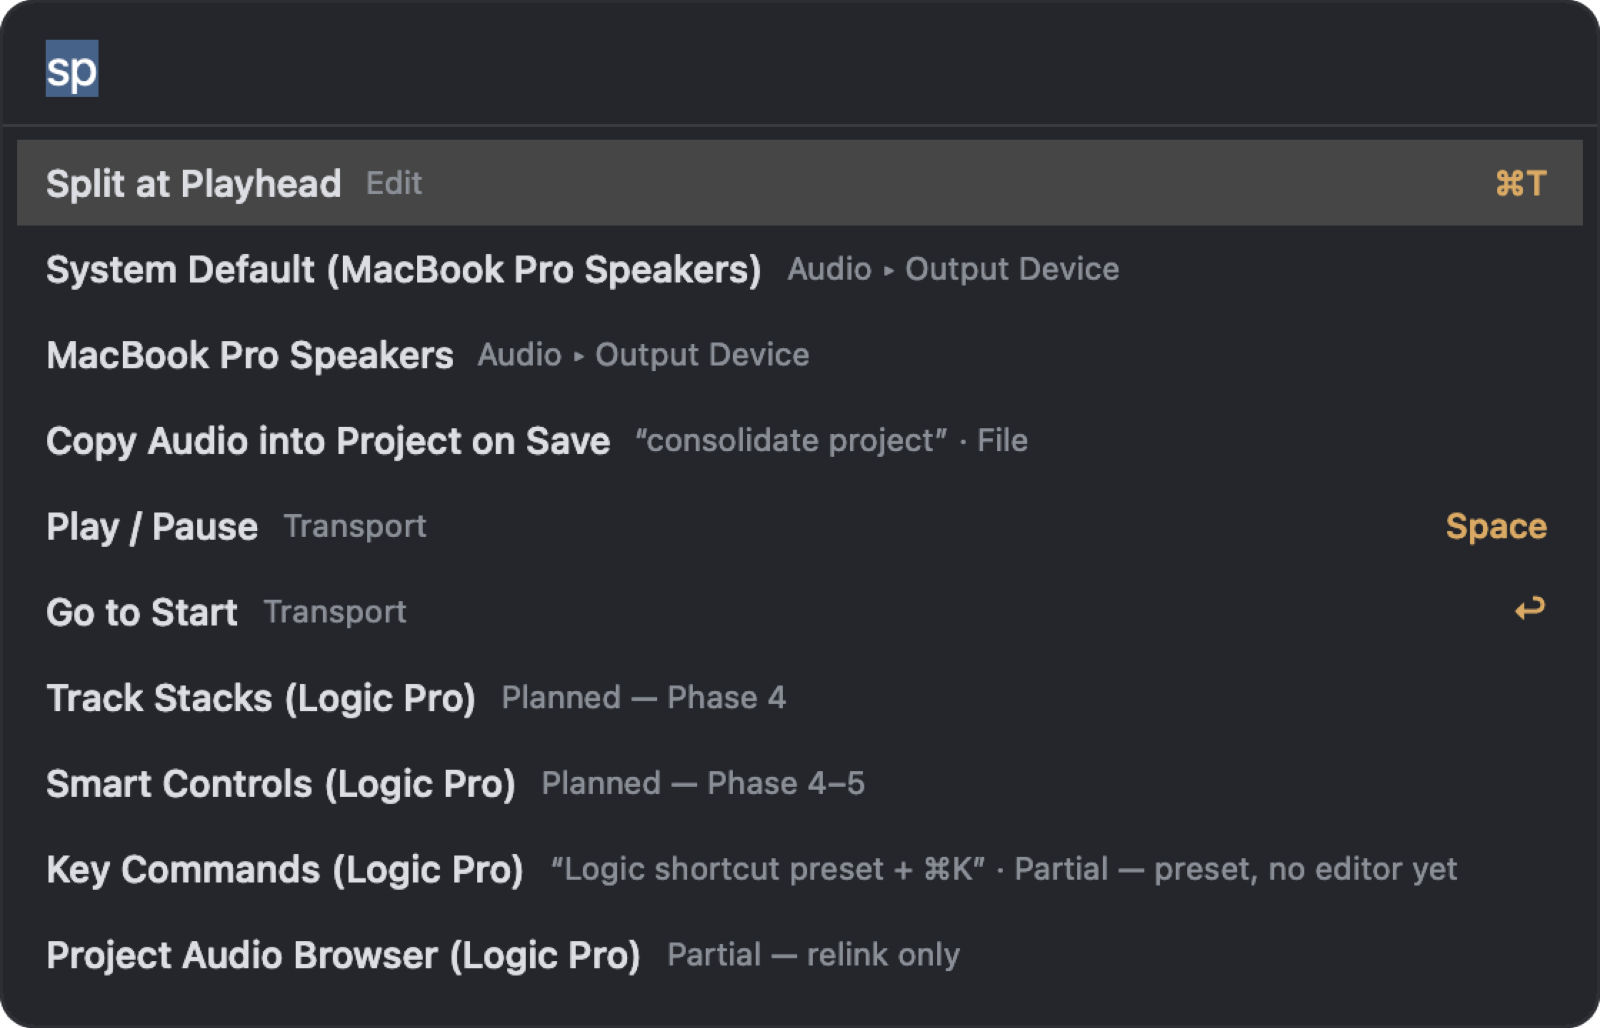 sp
Split at Playhead Edit ⌘T
System Default (MacBook Pro Speakers) Audio ▸ Output Device
MacBook Pro Speakers Audio ▸ Output Device
Copy Audio into Project on Save “consolidate project” · File
Play / Pause Transport Space
Go to Start Transport ↩
Track Stacks (Logic Pro) Planned — Phase 4
Smart Controls (Logic Pro) Planned — Phase 4–5
Key Commands (Logic Pro) “Logic shortcut preset + ⌘K” · Partial — preset, no editor yet
Project Audio Browser (Logic Pro) Partial — relink only